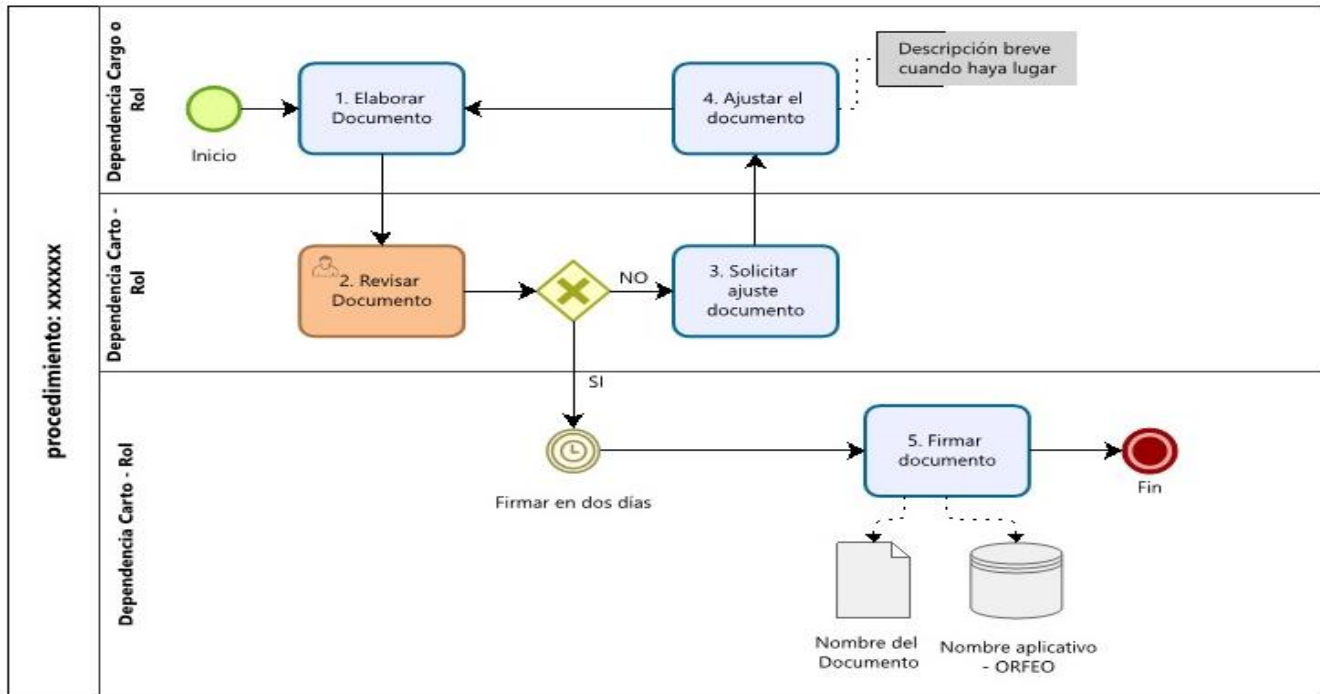 procedimiento: xxxxxx
Dependencia Cargo o
Rol
Inicio
1. Elaborar
Documento
4. Ajustar el
documento
Descripción breve
cuando haya lugar
Dependencia Carto -
Rol
2. Revisar
Documento
NO
3. Solicitar
ajuste
documento
SI
Dependencia Carto - Rol
Firmar en dos días
5. Firmar
documento
Fin
Nombre del
Documento
Nombre aplicativo
- ORFEO